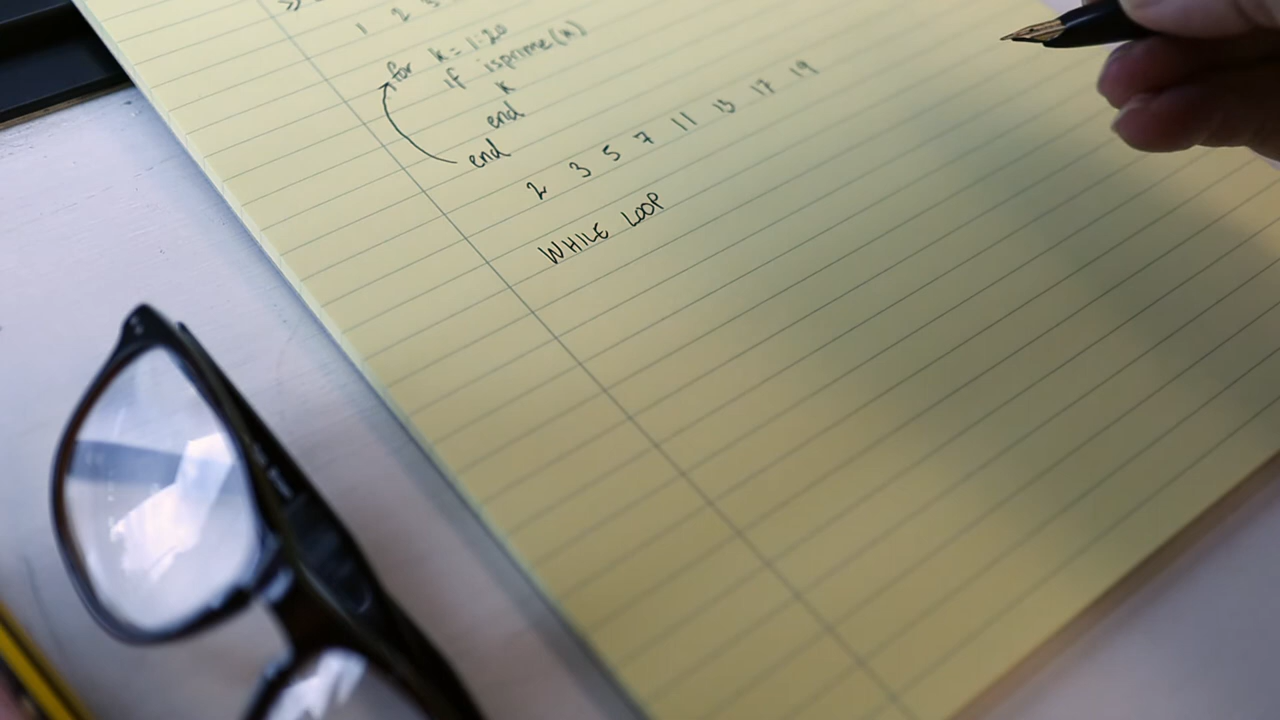 >>
1 2 3
for k = 1:20
if isprime(k)
k
end
end
2 3 5 7 11 13 17 19
WHILE LOOP